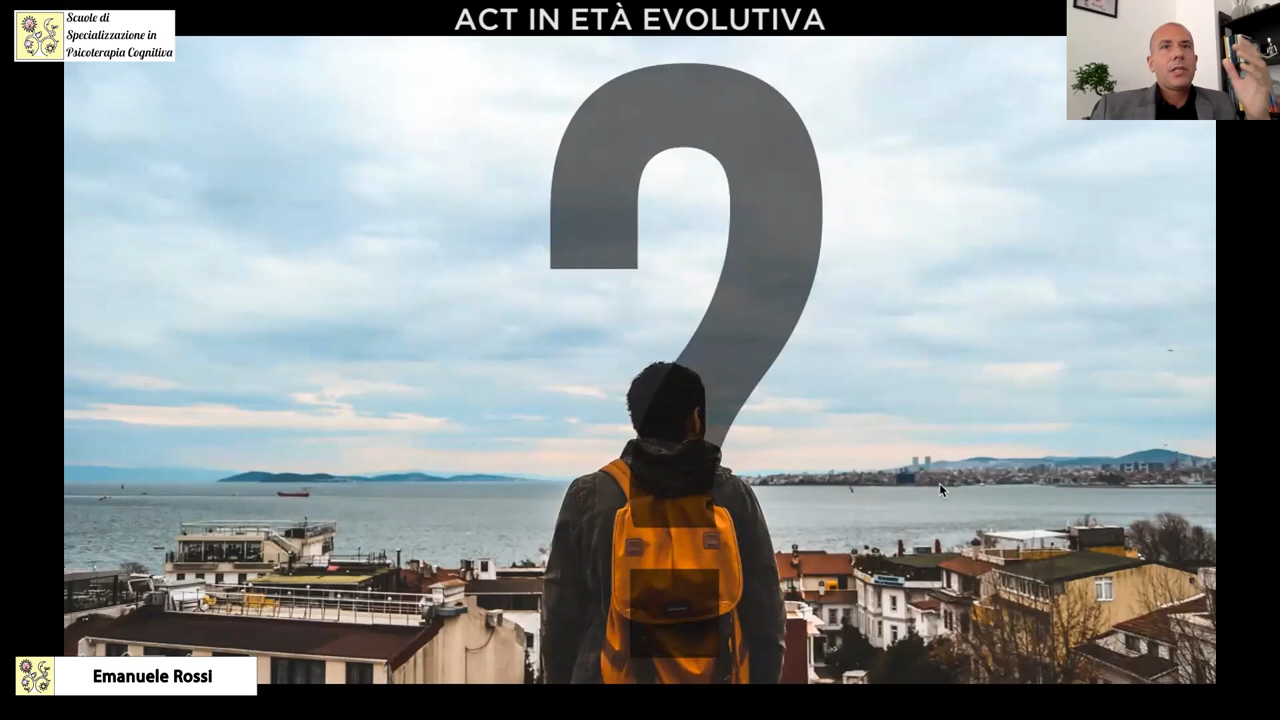 Scuole di
Specializzazione in
Psicoterapia Cognitiva
ACT IN ETÀ EVOLUTIVA
?
Emanuele Rossi